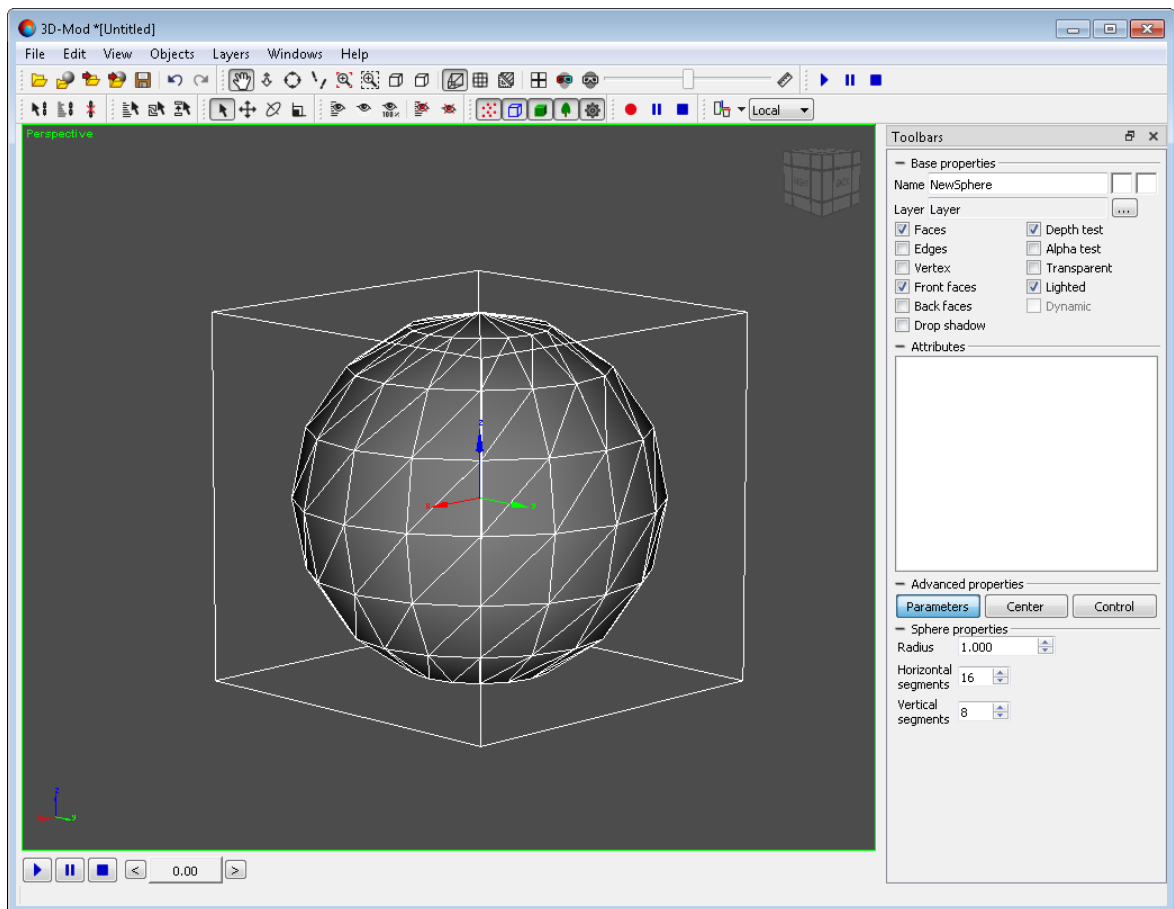 3D-Mod *[Untitled]
File Edit View Objects Layers Windows Help
100%
Local
Perspective
Toolbars
Base properties
Name NewSphere
Layer Layer ...
Faces Depth test
Edges Alpha test
Vertex Transparent
Front faces Lighted
Back faces Dynamic
Drop shadow
Attributes
Advanced properties
Parameters Center Control
Sphere properties
Radius 1.000
Horizontal segments 16
Vertical segments 8
z
x y
z
x y
< 0.00 >